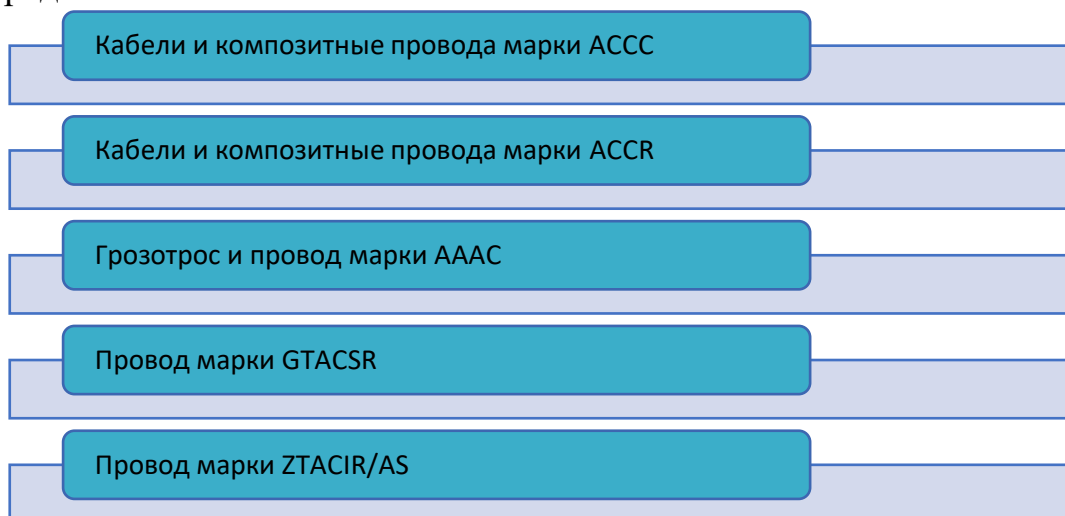 Кабели и композитные провода марки ACCC
Кабели и композитные провода марки ACCR
Грозотрос и провод марки AAAC
Провод марки GTACSR
Провод марки ZTACIR/AS